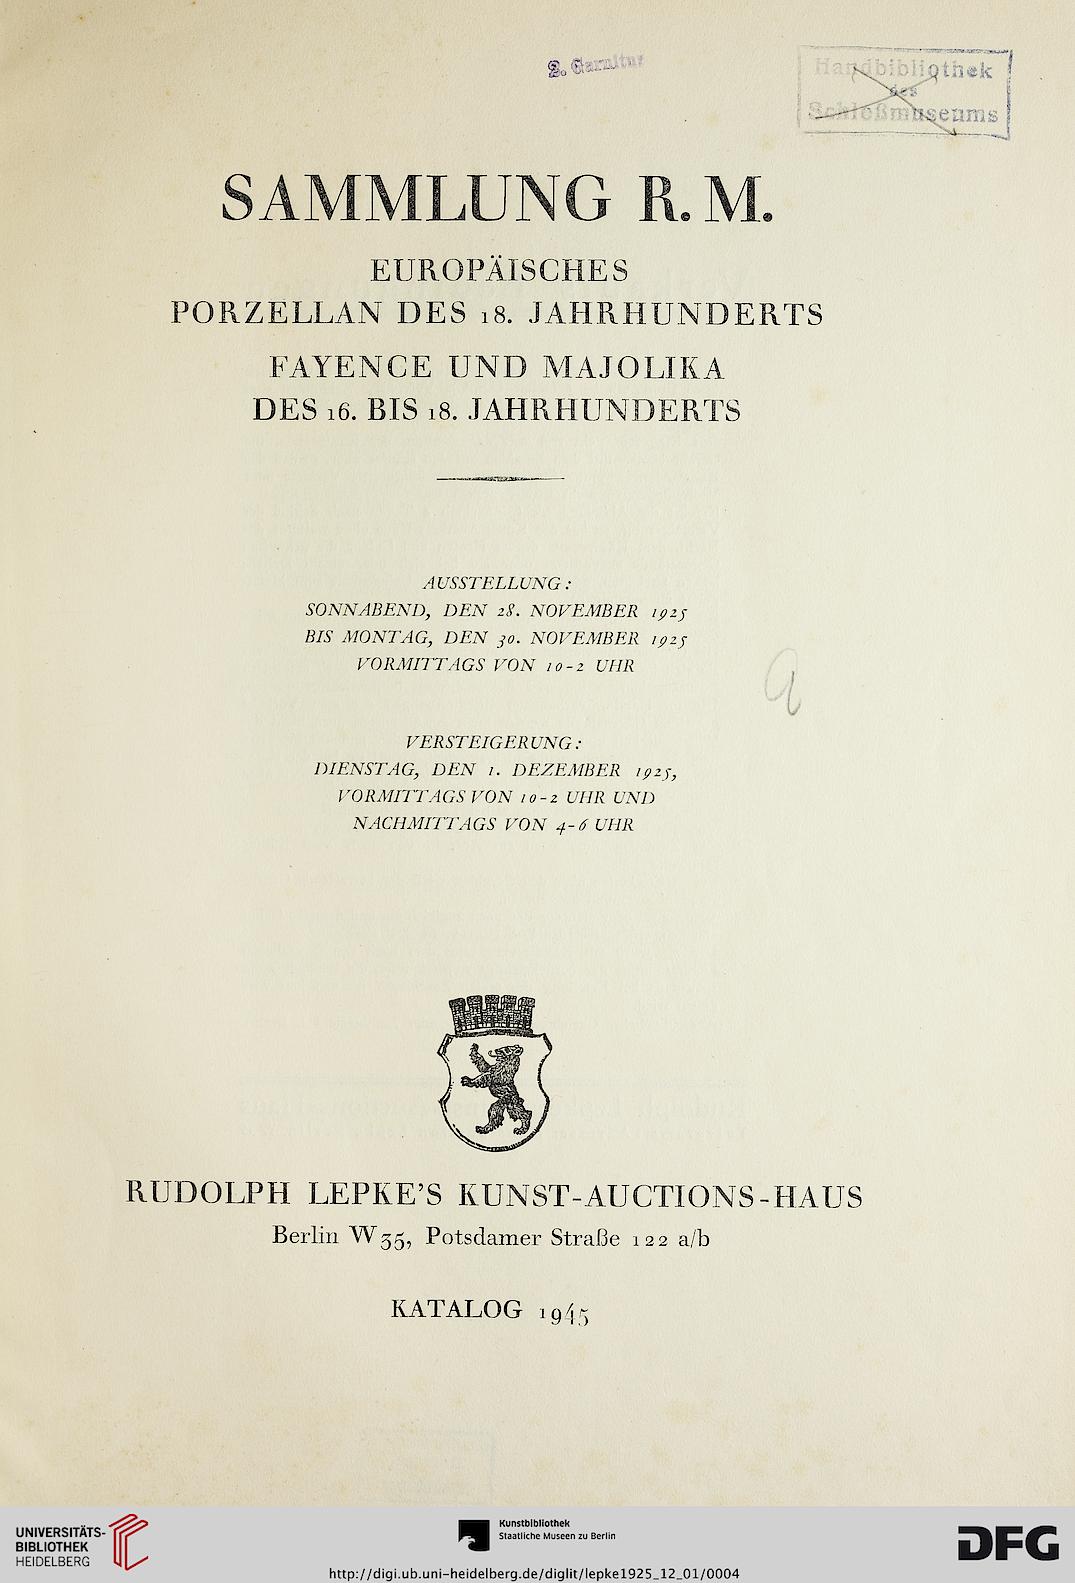 2. Garnitur
Handbibliothek
des
Schloßmuseums
SAMMLUNG R. M.
EUROPÄISCHES
PORZELLAN DES 18. JAHRHUNDERTS
FAYENCE UND MAJOLIKA
DES 16. BIS 18. JAHRHUNDERTS
AUSSTELLUNG:
SONNABEND, DEN 28. NOVEMBER 1925
BIS MONTAG, DEN 30. NOVEMBER 1925
VORMITTAGS VON 10-2 UHR
a
VERSTEIGERUNG:
DIENSTAG, DEN 1. DEZEMBER 1925,
VORMITTAGS VON 10-2 UHR UND
NACHMITTAGS VON 4-6 UHR
RUDOLPH LEPKE'S KUNST-AUCTIONS-HAUS
Berlin W 35, Potsdamer Straße 122 a/b
KATALOG 1945
UNIVERSITÄTS-
BIBLIOTHEK
HEIDELBERG
Kunstbibliothek
Staatliche Museen zu Berlin
DFG
http://digi.ub.uni-heidelberg.de/diglit/lepke1925_12_01/0004